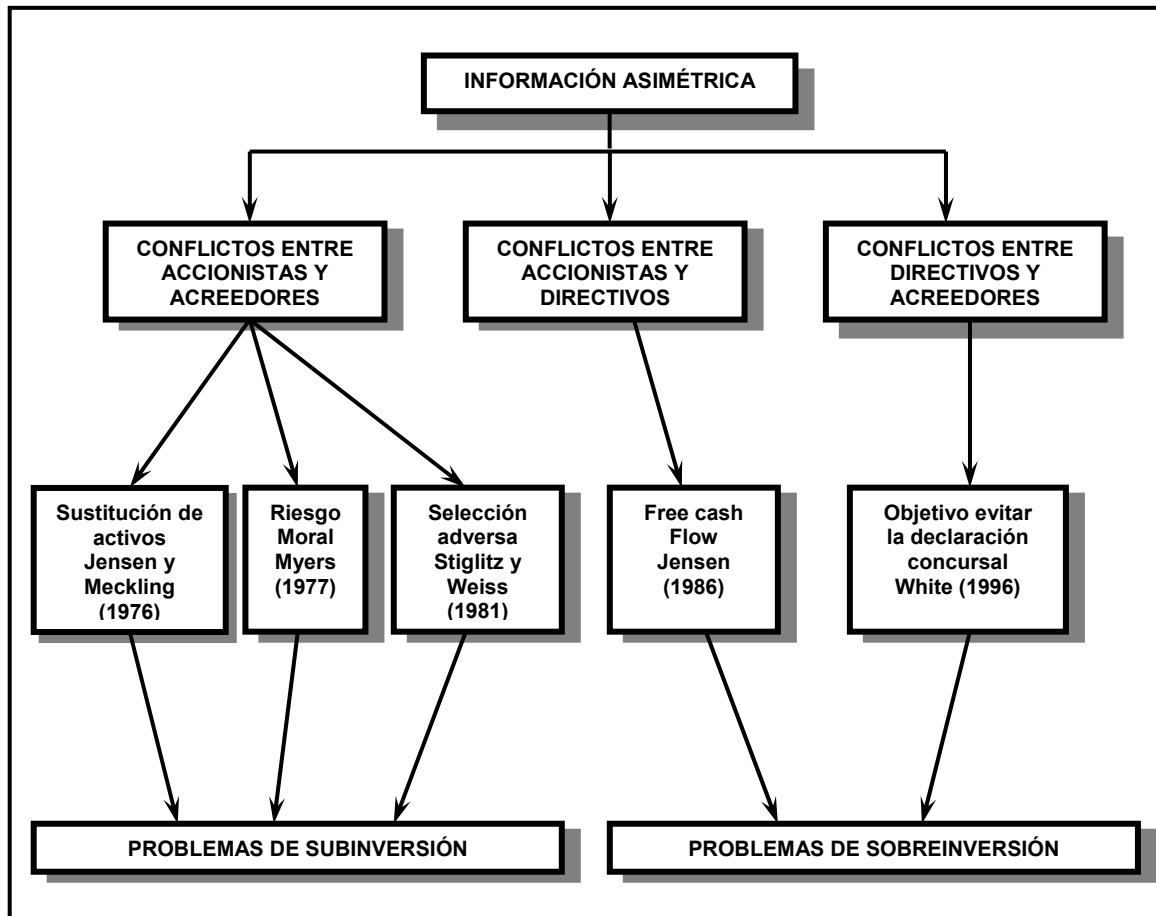 INFORMACIÓN ASIMÉTRICA
CONFLICTOS ENTRE
ACCIONISTAS Y
ACREEDORES
CONFLICTOS ENTRE
ACCIONISTAS Y
DIRECTIVOS
CONFLICTOS ENTRE
DIRECTIVOS Y
ACREEDORES
Sustitución de
activos
Jensen y
Meckling
(1976)
Riesgo
Moral
Myers
(1977)
Selección
adversa
Stiglitz y
Weiss
(1981)
Free cash
Flow
Jensen
(1986)
Objetivo evitar
la declaración
concursal
White (1996)
PROBLEMAS DE SUBINVERSIÓN
PROBLEMAS DE SOBREINVERSIÓN